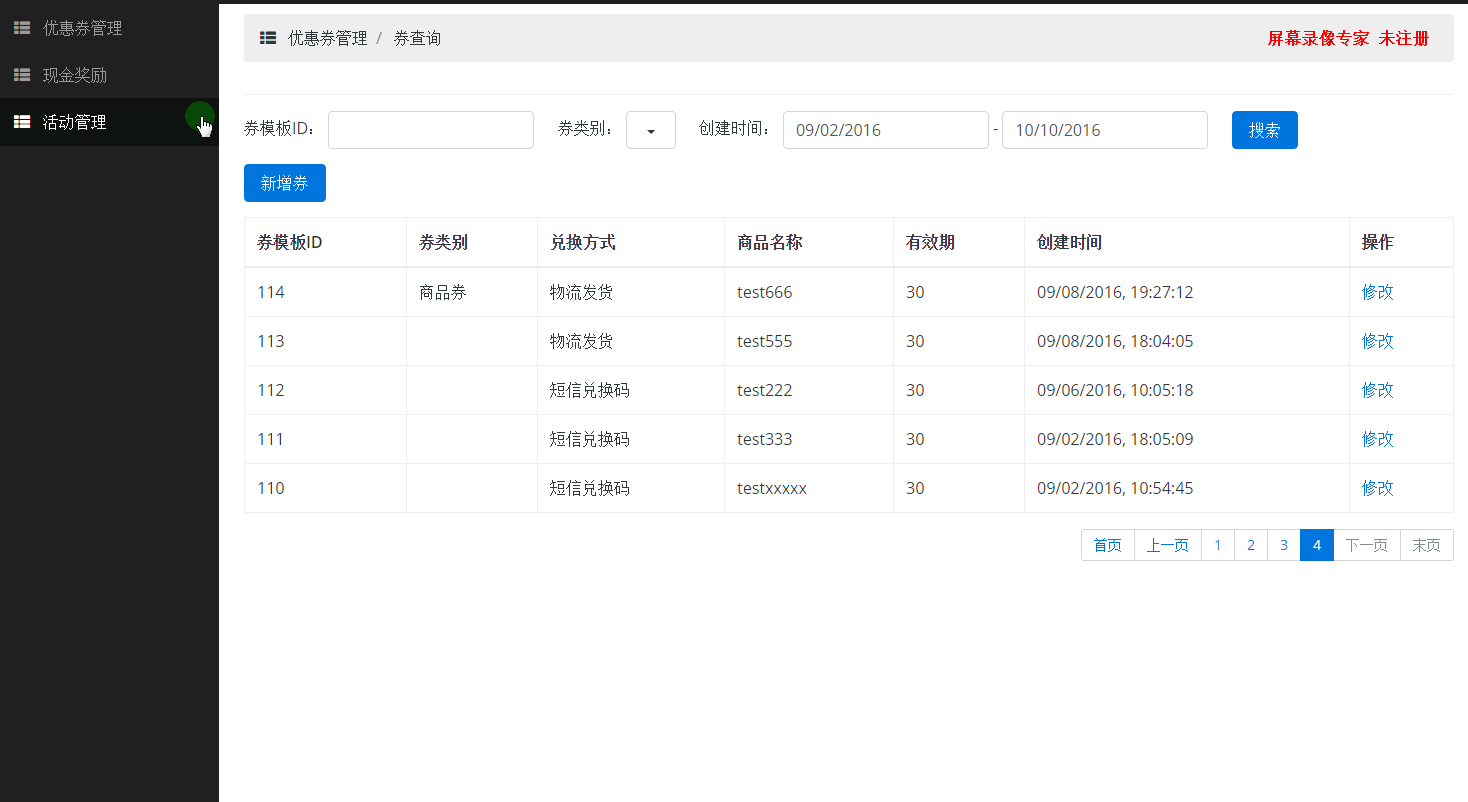 优惠券管理
现金奖励
活动管理
优惠券管理 / 券查询
屏幕录像专家 未注册
券模板ID： 券类别： 创建时间： 09/02/2016 - 10/10/2016 搜索
新增券
券模板ID 券类别 兑换方式 商品名称 有效期 创建时间 操作
114 商品券 物流发货 test666 30 09/08/2016, 19:27:12 修改
113 物流发货 test555 30 09/08/2016, 18:04:05 修改
112 短信兑换码 test222 30 09/06/2016, 10:05:18 修改
111 短信兑换码 test333 30 09/02/2016, 18:05:09 修改
110 短信兑换码 testxxxxx 30 09/02/2016, 10:54:45 修改
首页 上一页 1 2 3 4 下一页 末页